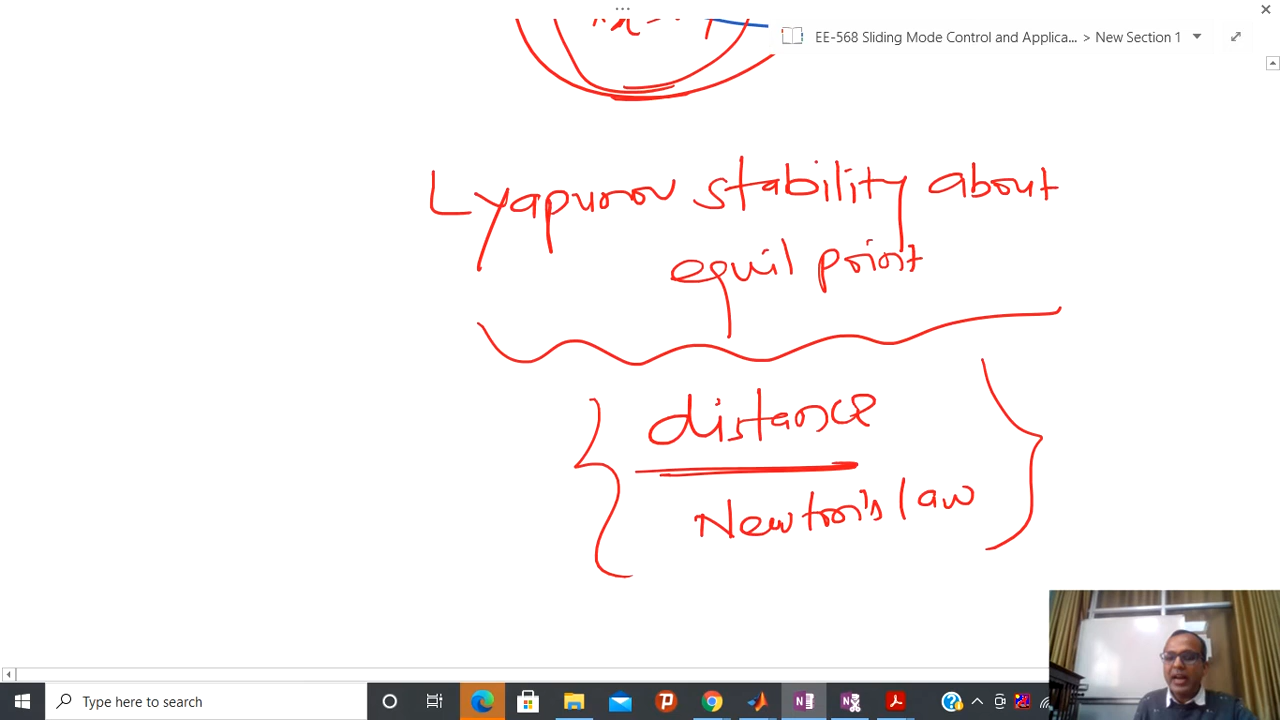 EE-568 Sliding Mode Control and Applica... > New Section 1
Lyapunov stability about
equil point
distance
Newton's law
Type here to search